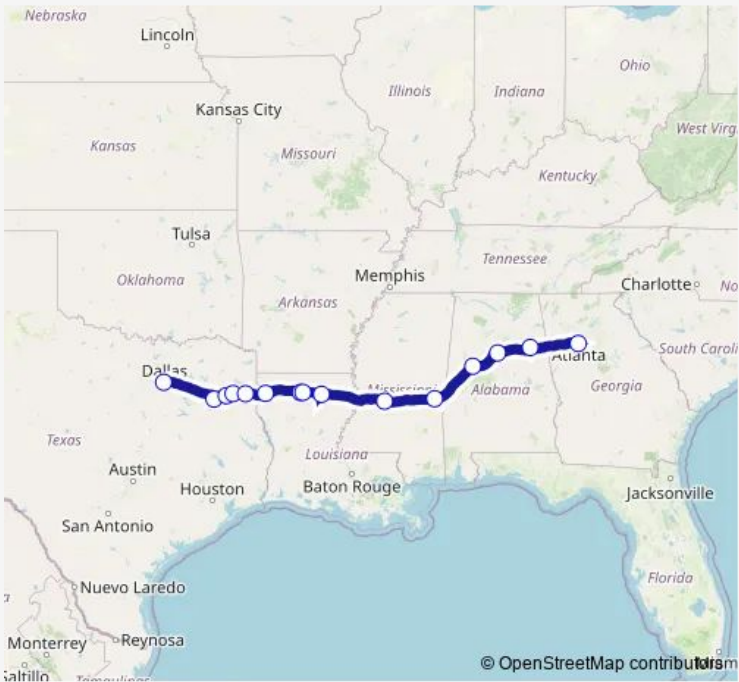 Nebraska
Lincoln
Ohio
Illinois
Indiana
Kansas City
West Virg
Kansas
Missouri
Kentucky
Tulsa
Tennessee
Memphis
Oklahoma
Charlotte
No
Arkansas
South Caroli
Dallas
Atlanta
Mississippi
Alabama
Georgia
Texas
Louisiana
Austin
Houston
Baton Rouge
Jacksonville
San Antonio
Florida
Nuevo Laredo
Reynosa
Monterrey
Saltillo
Tamaulipas
© OpenStreetMap contributors